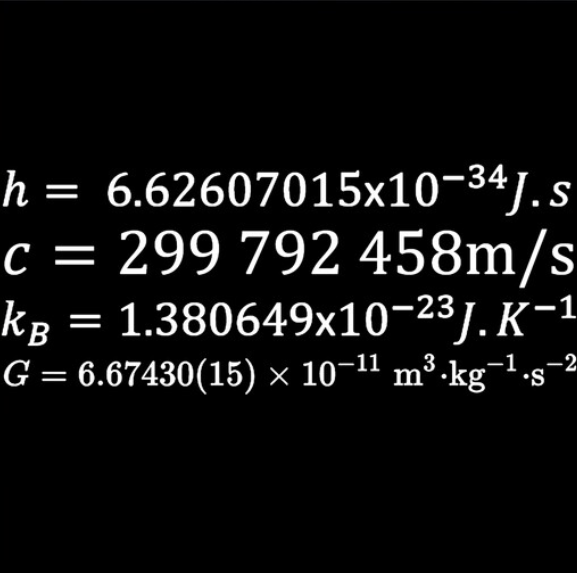 h = 6.62607015x10⁻³⁴J.s
c = 299 792 458m/s
k_B = 1.380649x10⁻²³J.K⁻¹
G = 6.67430(15) × 10⁻¹¹ m³·kg⁻¹·s⁻²